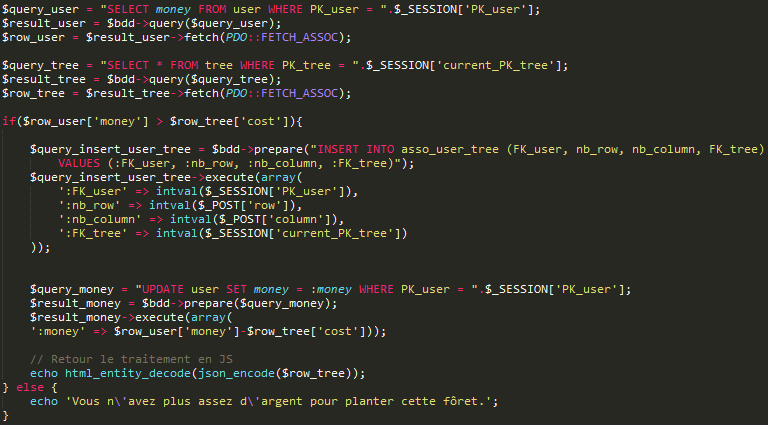 $query_user = "SELECT money FROM user WHERE PK_user = ".$_SESSION['PK_user'];
$result_user = $bdd->query($query_user);
$row_user = $result_user->fetch(PDO::FETCH_ASSOC);
$query_tree = "SELECT * FROM tree WHERE PK_tree = ".$_SESSION['current_PK_tree'];
$result_tree = $bdd->query($query_tree);
$row_tree = $result_tree->fetch(PDO::FETCH_ASSOC);
if($row_user['money'] > $row_tree['cost']){
$query_insert_user_tree = $bdd->prepare("INSERT INTO asso_user_tree (FK_user, nb_row, nb_column, FK_tree)
VALUES (:FK_user, :nb_row, :nb_column, :FK_tree)");
$query_insert_user_tree->execute(array(
':FK_user' => intval($_SESSION['PK_user']),
':nb_row' => intval($_POST['row']),
':nb_column' => intval($_POST['column']),
':FK_tree' => intval($_SESSION['current_PK_tree'])
));
$query_money = "UPDATE user SET money = :money WHERE PK_user = ".$_SESSION['PK_user'];
$result_money = $bdd->prepare($query_money);
$result_money->execute(array(
':money' => $row_user['money']-$row_tree['cost']));
// Retour le traitement en JS
echo html_entity_decode(json_encode($row_tree));
} else {
echo 'Vous n\'avez plus assez d\'argent pour planter cette fôret.';
}